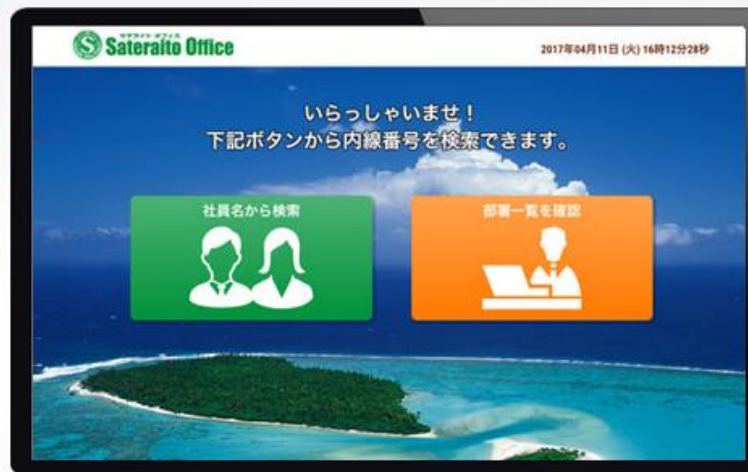 サテライト オフィス
Sateraito Office
2017年04月11日 (火) 16時12分28秒
いらっしゃいませ！
下記ボタンから内線番号を検索できます。
社員名から検索
部署一覧を確認